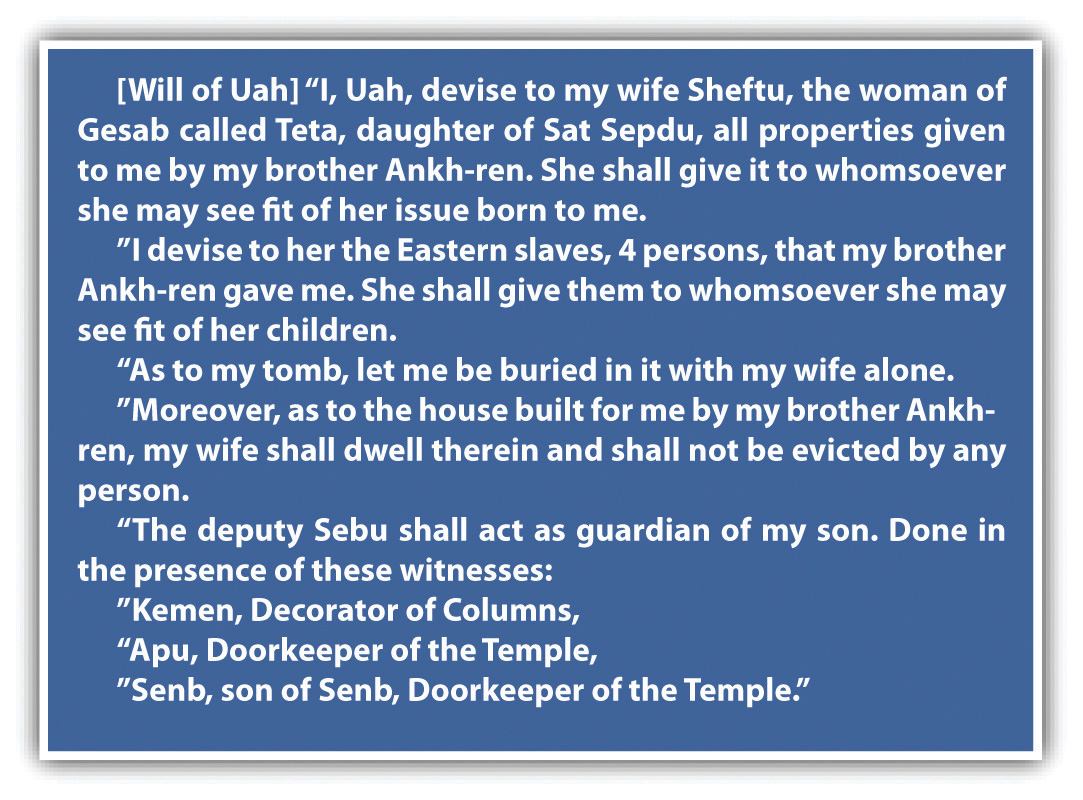 [Will of Uah] “I, Uah, devise to my wife Sheftu, the woman of
Gesab called Teta, daughter of Sat Sepdu, all properties given
to me by my brother Ankh-ren. She shall give it to whomsoever
she may see fit of her issue born to me.
”I devise to her the Eastern slaves, 4 persons, that my brother
Ankh-ren gave me. She shall give them to whomsoever she may
see fit of her children.
“As to my tomb, let me be buried in it with my wife alone.
”Moreover, as to the house built for me by my brother Ankh-
ren, my wife shall dwell therein and shall not be evicted by any
person.
“The deputy Sebu shall act as guardian of my son. Done in
the presence of these witnesses:
”Kemen, Decorator of Columns,
“Apu, Doorkeeper of the Temple,
”Senb, son of Senb, Doorkeeper of the Temple.”